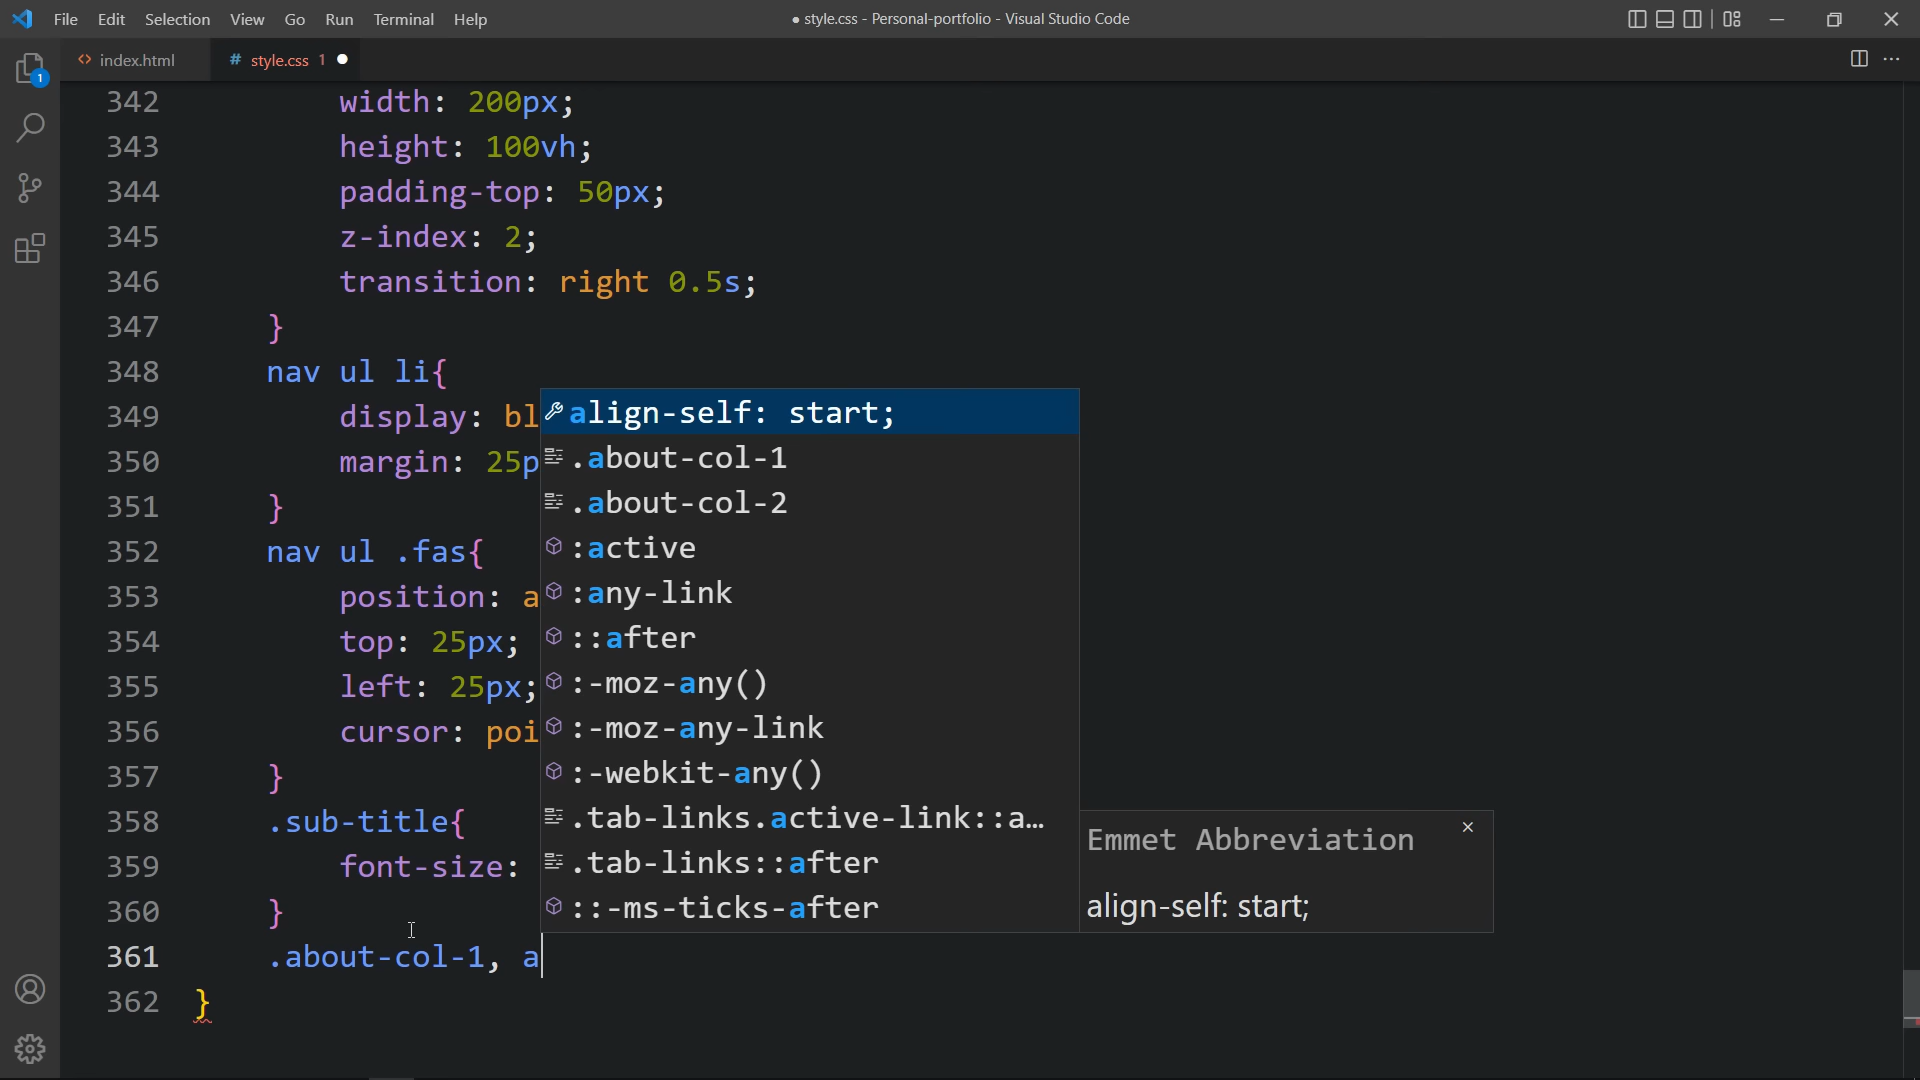 File Edit Selection View Go Run Terminal Help ● style.css - Personal-portfolio - Visual Studio Code
<> index.html # style.css 1 ●
1
342 width: 200px;
343 height: 100vh;
344 padding-top: 50px;
345 z-index: 2;
346 transition: right 0.5s;
347 }
348 nav ul li{
349 display: bl
350 margin: 25p
351 }
352 nav ul .fas{
353 position: a
354 top: 25px;
355 left: 25px;
356 cursor: poi
357 }
358 .sub-title{
359 font-size:
360 }
361 .about-col-1, a
362 }
align-self: start;
.about-col-1
.about-col-2
:active
:any-link
::after
:-moz-any()
:-moz-any-link
:-webkit-any()
.tab-links.active-link::a…
.tab-links::after
::-ms-ticks-after
Emmet Abbreviation
align-self: start;